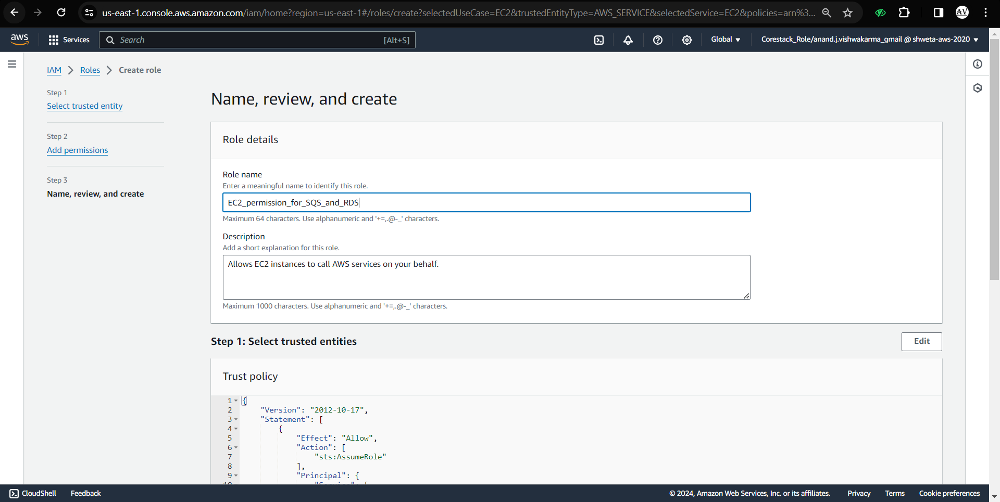 us-east-1.console.aws.amazon.com/iam/home?region=us-east-1#/roles/create?selectedUseCase=EC2&trustedEntityType=AWS_SERVICE&selectedService=EC2&policies=arn%3...
AV
aws
Services
Search
[Alt+S]
Global
Corestack_Role/anand.j.vishwakarma_gmail @ shweta-aws-2020
IAM
Roles
Create role
Step 1
Select trusted entity
Step 2
Add permissions
Step 3
Name, review, and create
Name, review, and create
Role details
Role name
Enter a meaningful name to identify this role.
EC2_permission_for_SQS_and_RDS
Maximum 64 characters. Use alphanumeric and '+=,.@-_' characters.
Description
Add a short explanation for this role.
Allows EC2 instances to call AWS services on your behalf.
Maximum 1000 characters. Use alphanumeric and '+=,.@-_' characters.
Step 1: Select trusted entities
Edit
Trust policy
1 {
2 "Version": "2012-10-17",
3 "Statement": [
4 {
5 "Effect": "Allow",
6 "Action": [
7 "sts:AssumeRole"
8 ],
9 "Principal": {
10 "Service": [
CloudShell
Feedback
© 2024, Amazon Web Services, Inc. or its affiliates.
Privacy
Terms
Cookie preferences